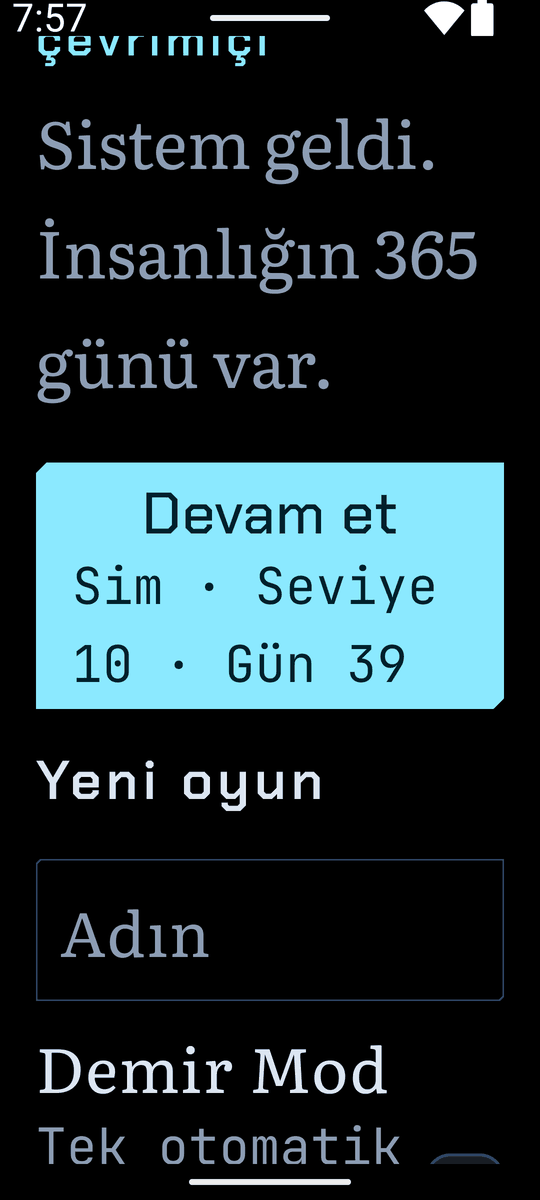 7:57
çevrimiçi
Sistem geldi.
İnsanlığın 365
günü var.
Devam et
Sim · Seviye
10 · Gün 39
Yeni oyun
Adın
Demir Mod
Tek otomatik